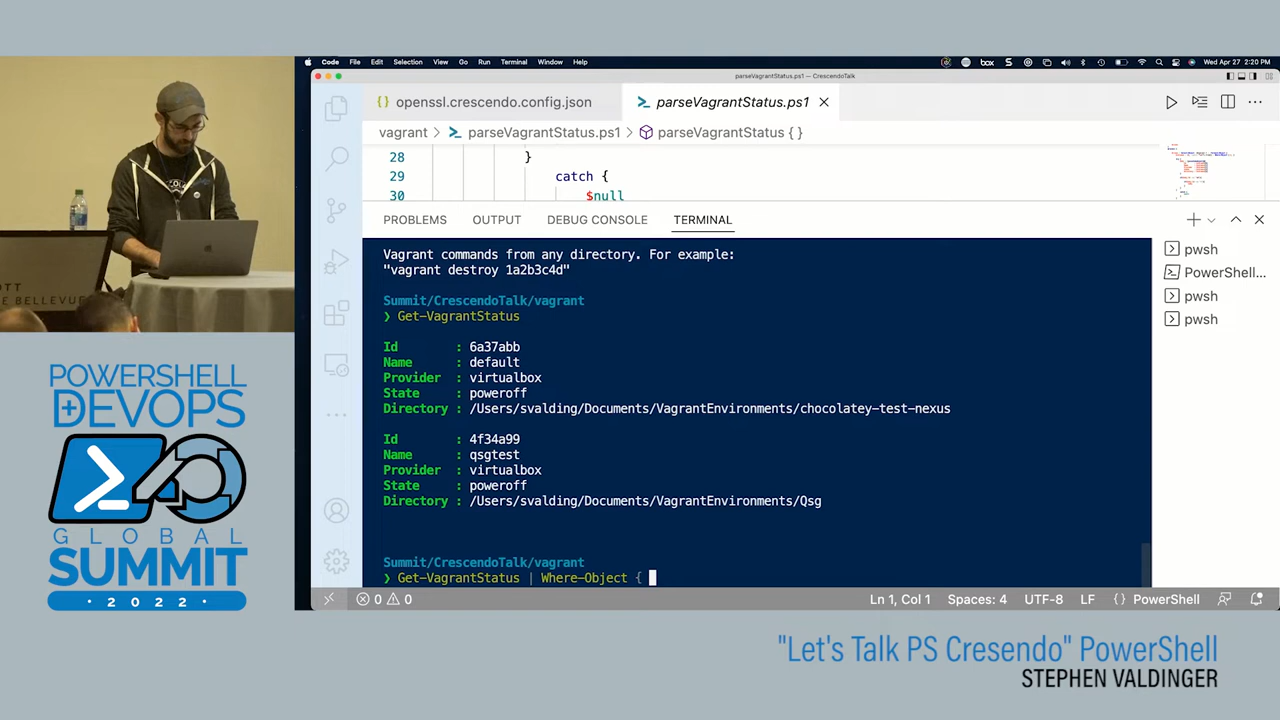 Code File Edit Selection View Go Run Terminal Window Help
box
Wed Apr 27 2:20 PM
parseVagrantStatus.ps1 — CrescendoTalk
openssl.crescendo.config.json
parseVagrantStatus.ps1
vagrant > parseVagrantStatus.ps1 > parseVagrantStatus { }
28 }
29 catch {
30 $null
PROBLEMS OUTPUT DEBUG CONSOLE TERMINAL
Vagrant commands from any directory. For example:
"vagrant destroy 1a2b3c4d"
Summit/CrescendoTalk/vagrant
❯ Get-VagrantStatus
Id : 6a37abb
Name : default
Provider : virtualbox
State : poweroff
Directory : /Users/svalding/Documents/VagrantEnvironments/chocolatey-test-nexus
Id : 4f34a99
Name : qsgtest
Provider : virtualbox
State : poweroff
Directory : /Users/svalding/Documents/VagrantEnvironments/Qsg
Summit/CrescendoTalk/vagrant
❯ Get-VagrantStatus | Where-Object {
pwsh
PowerShell...
pwsh
pwsh
0 0
Ln 1, Col 1 Spaces: 4 UTF-8 LF { } PowerShell
BELLEVUE
POWERSHELL
+DEVOPS
GLOBAL
SUMMIT
· 2 0 2 2 ·
"Let's Talk PS Cresendo" PowerShell
STEPHEN VALDINGER